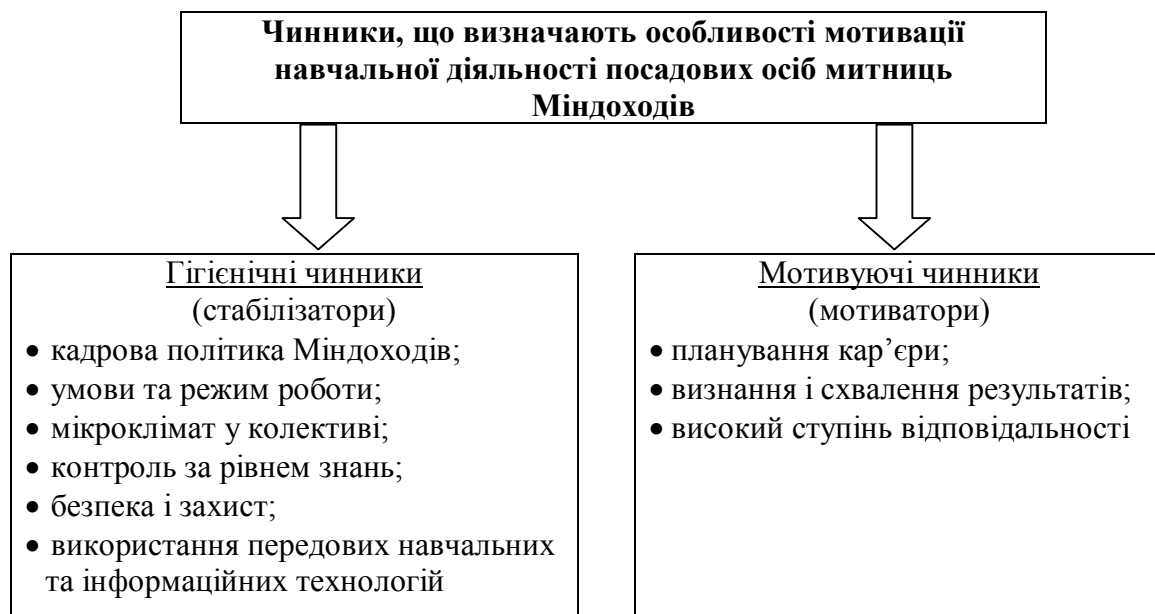 Чинники, що визначають особливості мотивації
навчальної діяльності посадових осіб митниць
Міндоходів
Гігієнічні чинники
(стабілізатори)
• кадрова політика Міндоходів;
• умови та режим роботи;
• мікроклімат у колективі;
• контроль за рівнем знань;
• безпека і захист;
• використання передових навчальних
та інформаційних технологій
Мотивуючі чинники
(мотиватори)
• планування кар’єри;
• визнання і схвалення результатів;
• високий ступінь відповідальності